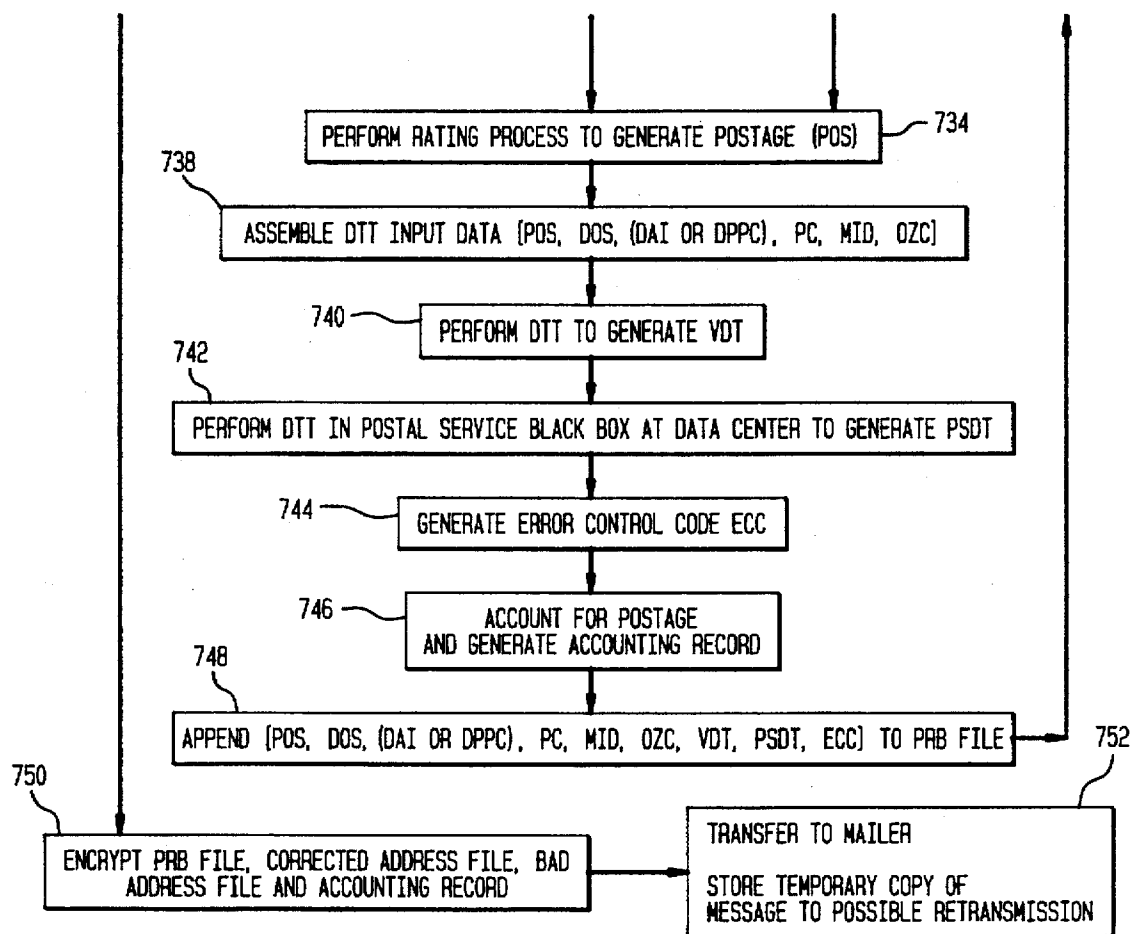 PERFORM RATING PROCESS TO GENERATE POSTAGE (POS)
734
738
ASSEMBLE DTT INPUT DATA [POS, DOS, (DAI OR DPPC), PC, MID, OZC]
740
PERFORM DTT TO GENERATE VDT
742
PERFORM DTT IN POSTAL SERVICE BLACK BOX AT DATA CENTER TO GENERATE PSDT
744
GENERATE ERROR CONTROL CODE ECC
746
ACCOUNT FOR POSTAGE
AND GENERATE ACCOUNTING RECORD
748
APPEND [POS, DOS, (DAI OR DPPC), PC, MID, OZC, VDT, PSDT, ECC] TO PRB FILE
750
ENCRYPT PRB FILE, CORRECTED ADDRESS FILE, BAD
ADDRESS FILE AND ACCOUNTING RECORD
752
TRANSFER TO MAILER
STORE TEMPORARY COPY OF
MESSAGE TO POSSIBLE RETRANSMISSION